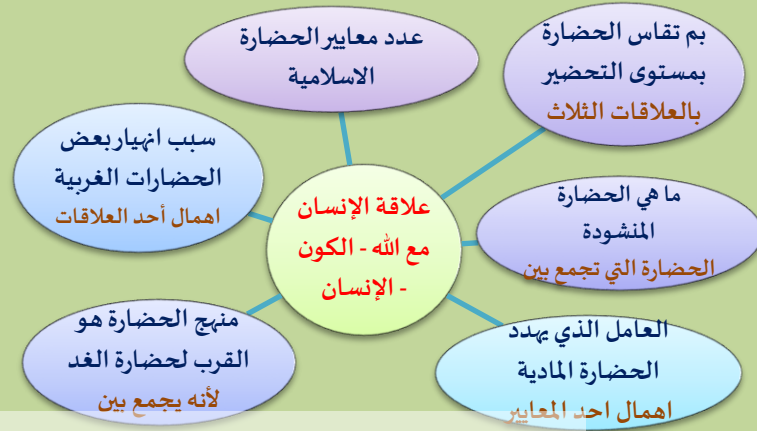 بم تقاس الحضارة
بمستوى التحضير
بالعلاقات الثلاث
عدد معايير الحضارة
الاسلامية
سبب انهيار بعض
الحضارات الغربية
اهمال أحد العلاقات
علاقة الإنسان
مع الله - الكون
- الإنسان
ما هي الحضارة
المنشودة
الحضارة التي تجمع بين
منهج الحضارة هو
القرب لحضارة الغد
لأنه يجمع بين
العامل الذي يهدد
الحضارة المادية
اهمال احد المعايير